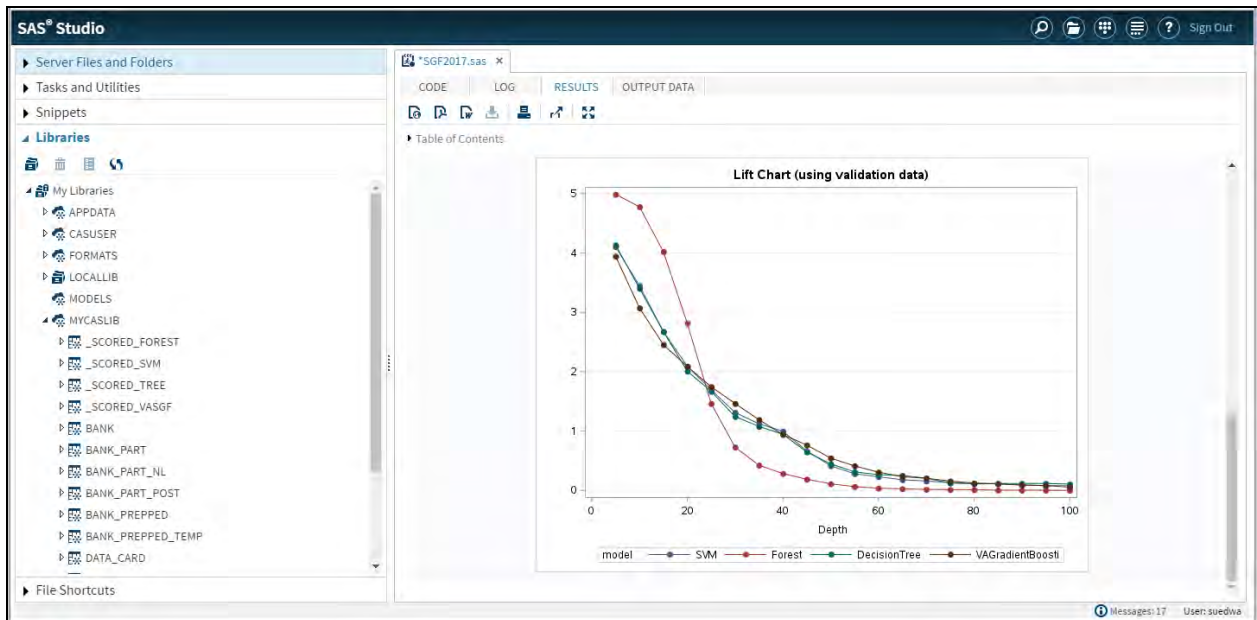 SAS® Studio
Sign Out
Server Files and Folders
Tasks and Utilities
Snippets
Libraries
My Libraries
APPDATA
CASUSER
FORMATS
LOCALLIB
MODELS
MYCASLIB
_SCORED_FOREST
_SCORED_SVM
_SCORED_TREE
_SCORED_VASGF
BANK
BANK_PART
BANK_PART_NL
BANK_PART_POST
BANK_PREPPED
BANK_PREPPED_TEMP
DATA_CARD
File Shortcuts
*SGF2017.sas
CODE LOG RESULTS OUTPUT DATA
Table of Contents
Lift Chart (using validation data)
5
4
3
2
1
0
0 20 40 60 80 100
Depth
model SVM Forest DecisionTree VAGradientBoosti
Messages: 17 User: suedwa